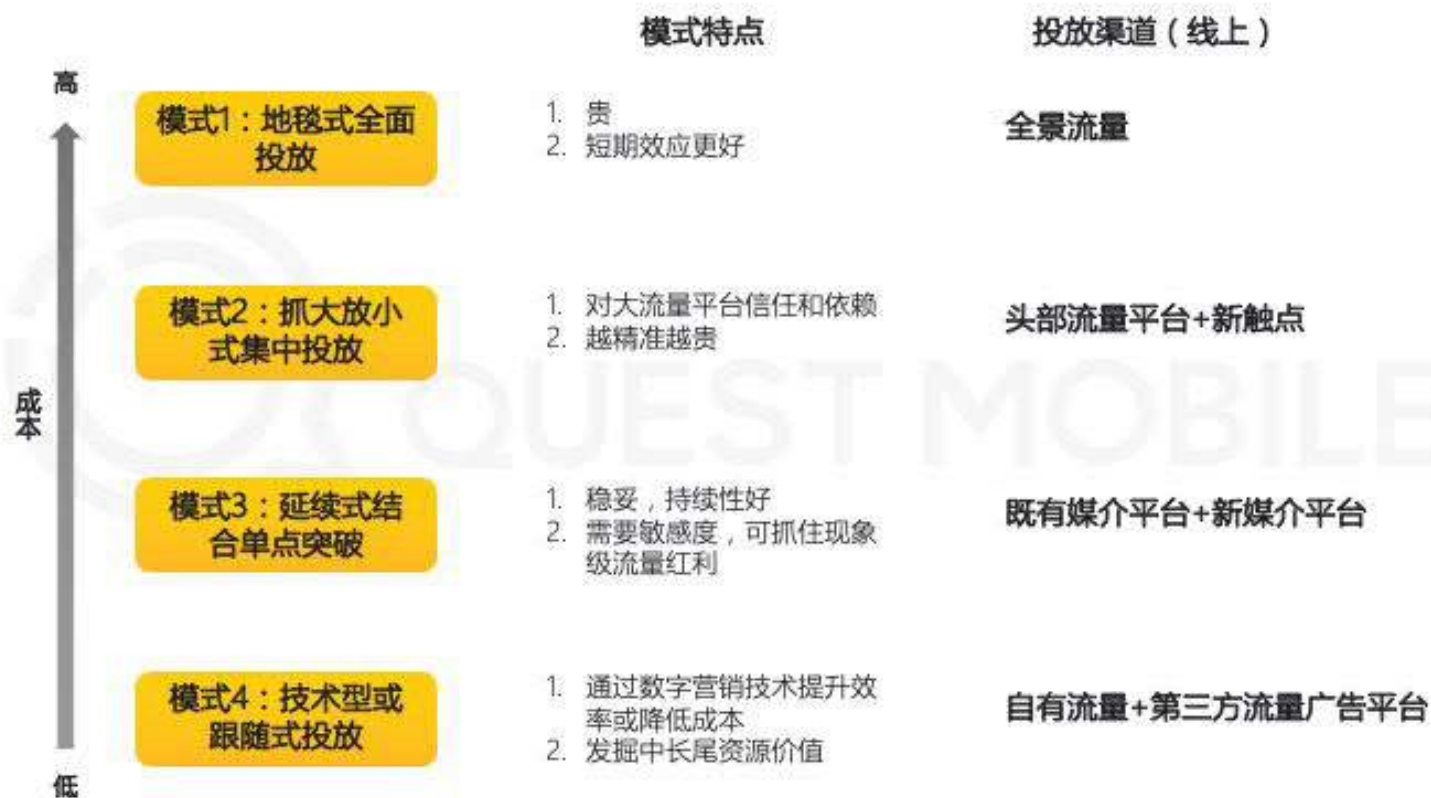 模式特点
投放渠道（线上）
高
模式1：地毯式全面
投放
1. 贵
2. 短期效应更好
全景流量
模式2：抓大放小
式集中投放
1. 对大流量平台信任和依赖
2. 越精准越贵
头部流量平台+新触点
成本
QUEST MOBILE
模式3：延续式结
合单点突破
1. 稳妥，持续性好
2. 需要敏感度，可抓住现象
级流量红利
既有媒介平台+新媒介平台
模式4：技术型或
跟随式投放
1. 通过数字营销技术提升效
率或降低成本
2. 发掘中长尾资源价值
自有流量+第三方流量广告平台
低